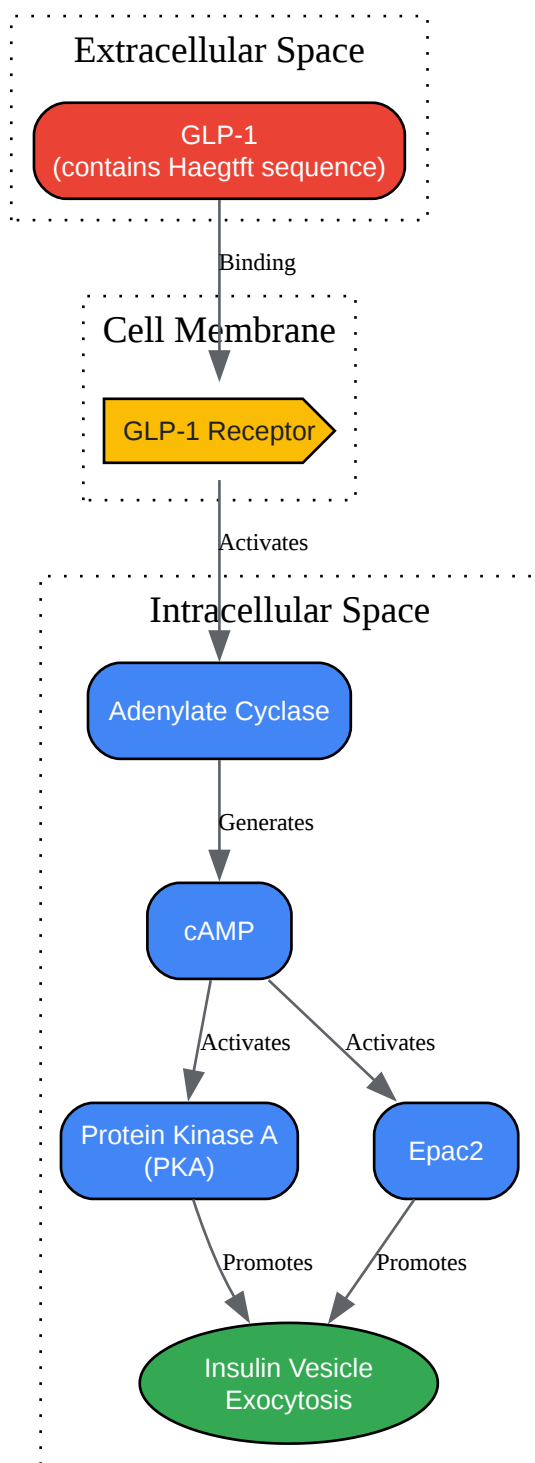 Extracellular Space
GLP-1
(contains Haegtft sequence)
Binding
Cell Membrane
GLP-1 Receptor
Activates
Intracellular Space
Adenylate Cyclase
Generates
cAMP
Activates
Activates
Protein Kinase A
(PKA)
Epac2
Promotes
Promotes
Insulin Vesicle
Exocytosis